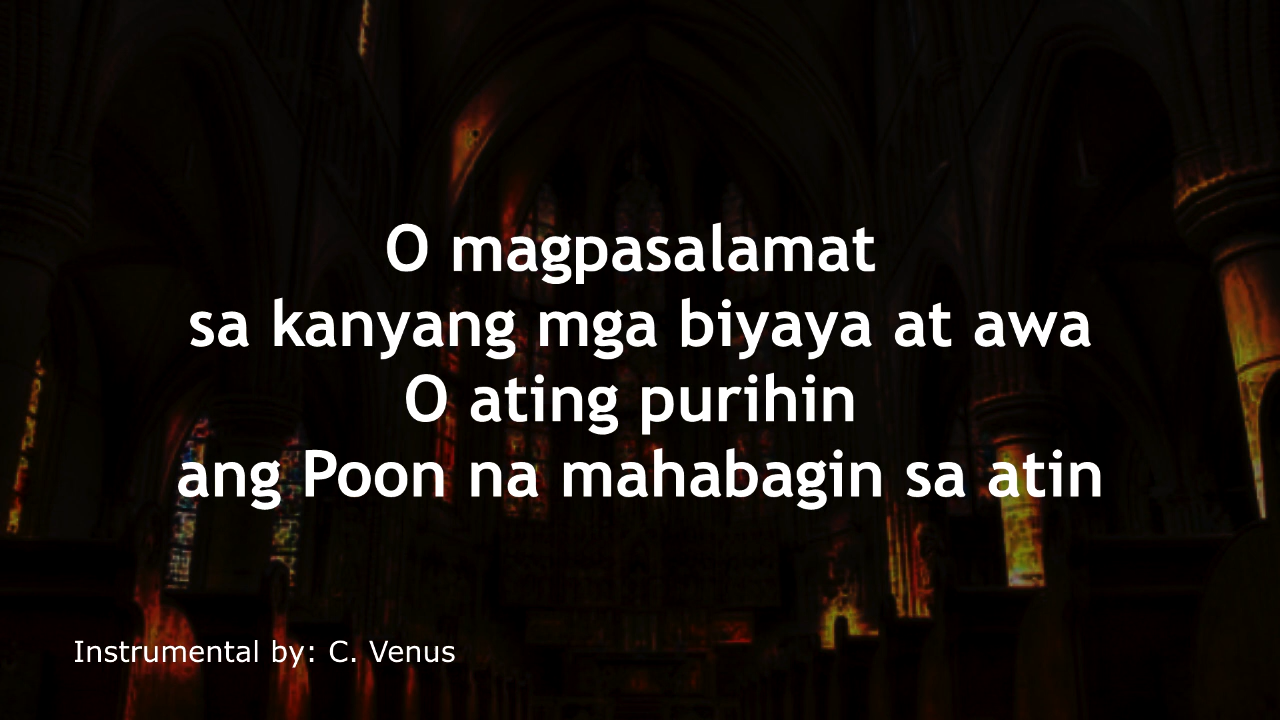 O magpasalamat
sa kanyang mga biyaya at awa
O ating purihin
ang Poon na mahabagin sa atin
Instrumental by: C. Venus